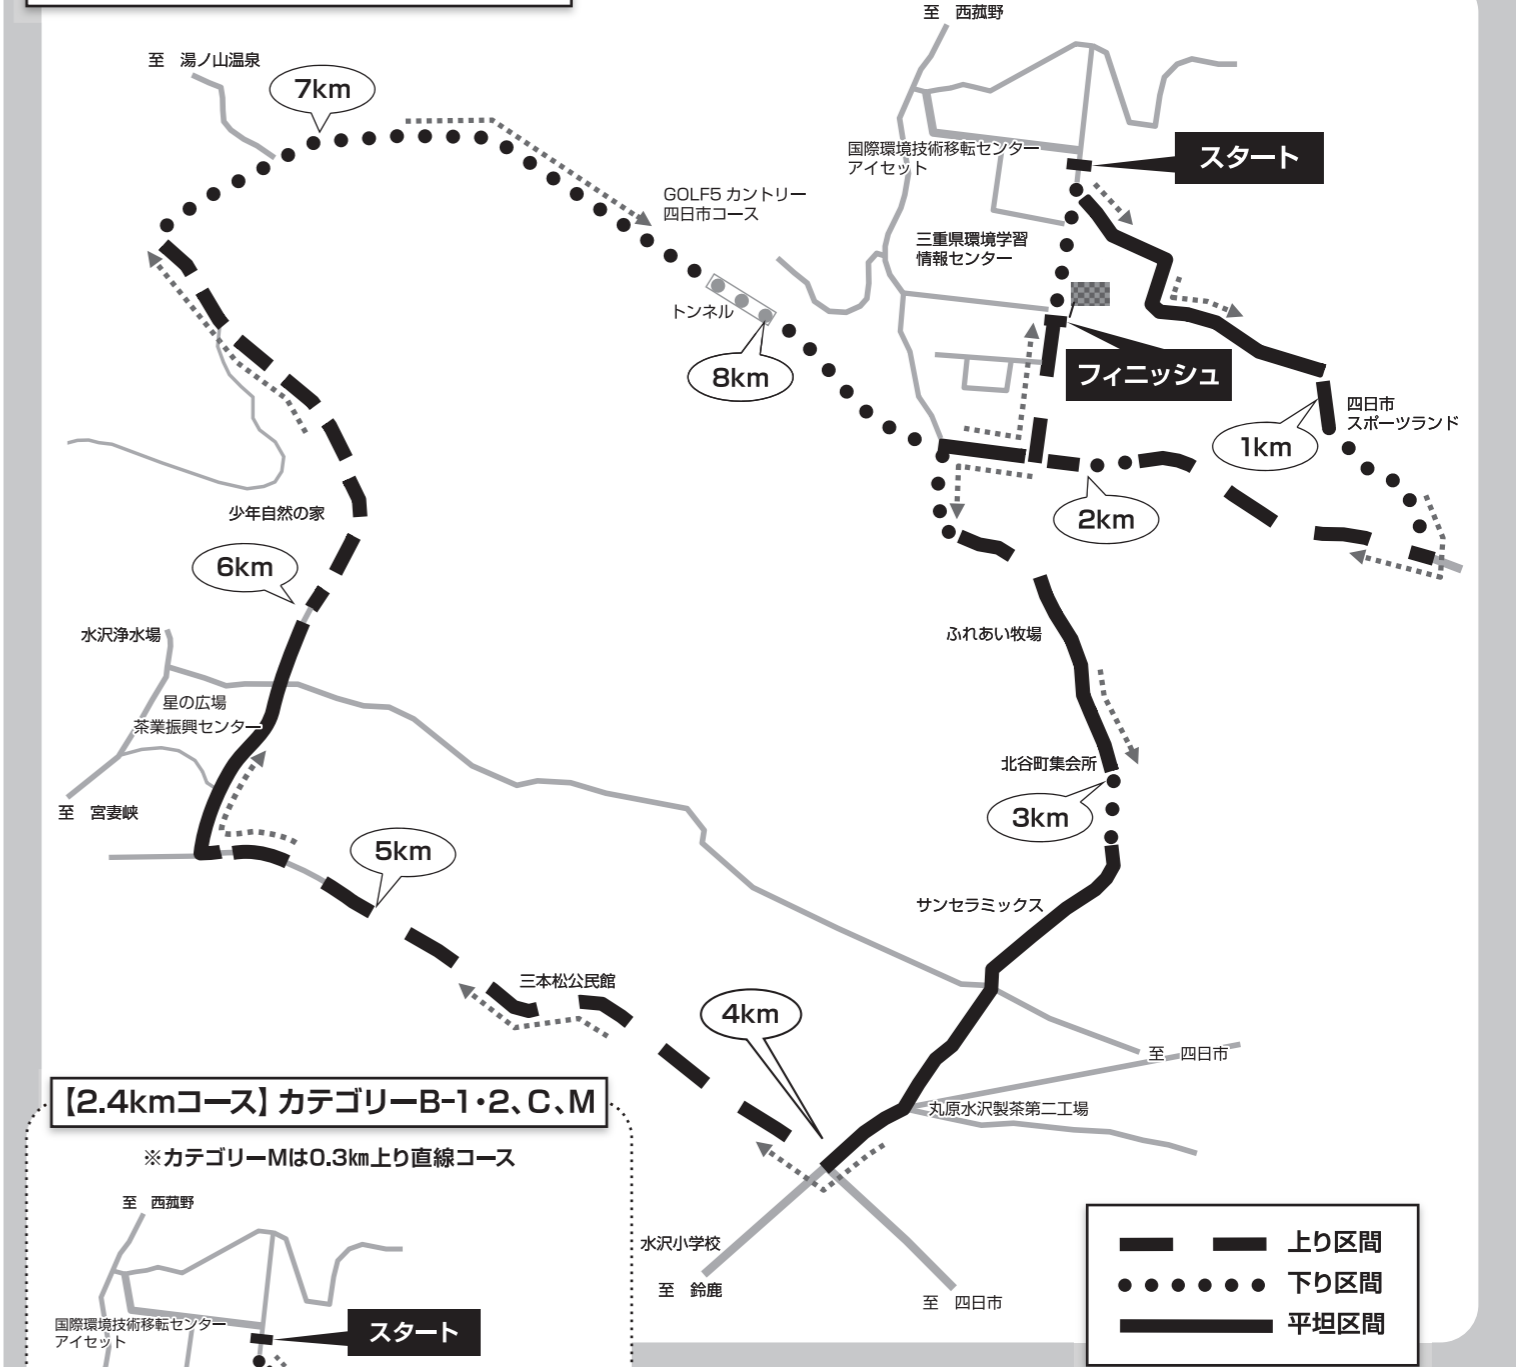 至　西菰野
至　湯ノ山温泉
7km
国際環境技術移転センター
アイセット
スタート
GOLF5 カントリー
四日市コース
三重県環境学習
情報センター
トンネル
8km
フィニッシュ
四日市
スポーツランド
1km
2km
少年自然の家
6km
水沢浄水場
ふれあい牧場
星の広場
茶業振興センター
北谷町集会所
至　宮妻峡
3km
5km
サンセラミックス
三本松公民館
4km
至　四日市
丸原水沢製茶第二工場
【2.4kmコース】カテゴリーB-1・2、C、M
※カテゴリーMは0.3㎞上り直線コース
至　西菰野
国際環境技術移転センター
アイセット
スタート
水沢小学校
至　鈴鹿
至　四日市
上り区間
下り区間
平坦区間